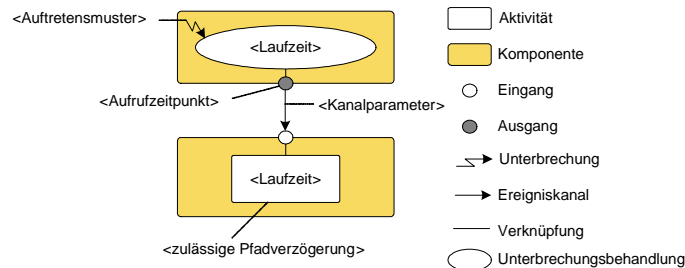 <Auftretensmuster>
<Laufzeit>
<Aufrufzeitpunkt>
<Kanalparameter>
<Laufzeit>
<zulässige Pfadverzögerung>
Aktivität
Komponente
Eingang
Ausgang
Unterbrechung
Ereigniskanal
Verknüpfung
Unterbrechungsbehandlung